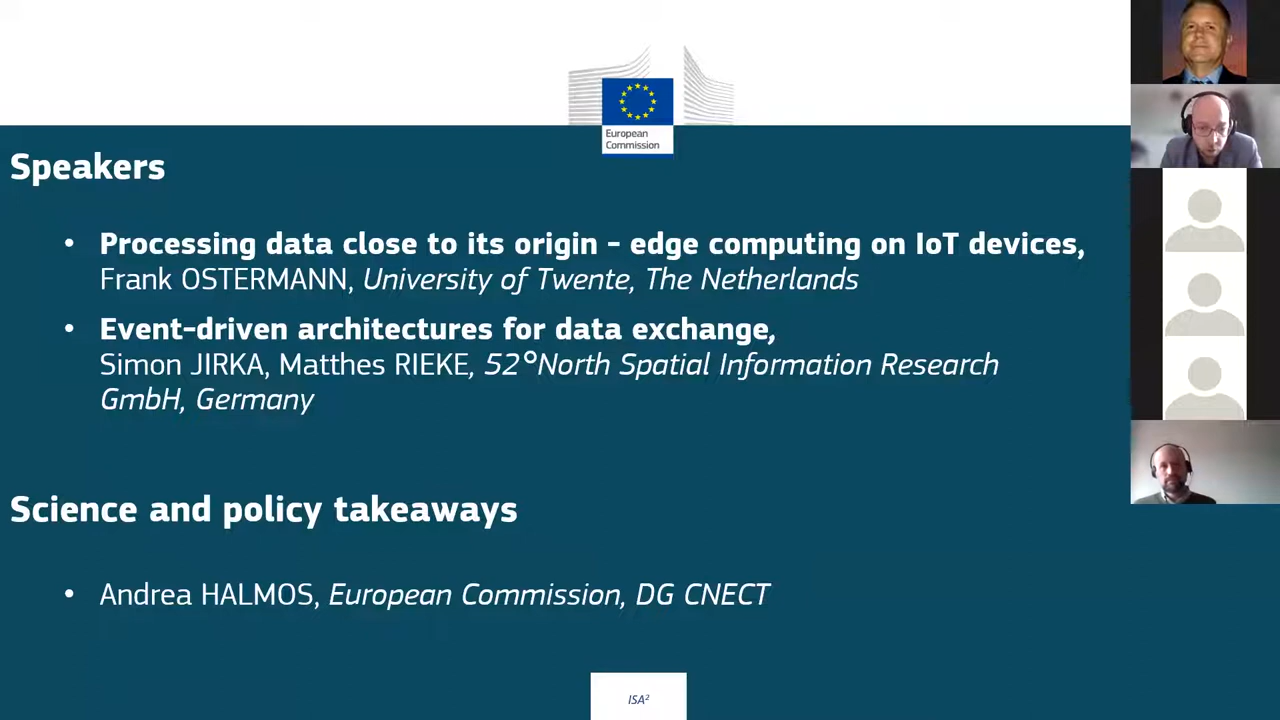 European
Commission
Speakers
• Processing data close to its origin – edge computing on IoT devices,
Frank OSTERMANN, University of Twente, The Netherlands
• Event-driven architectures for data exchange,
Simon JIRKA, Matthes RIEKE, 52°North Spatial Information Research
GmbH, Germany
Science and policy takeaways
• Andrea HALMOS, European Commission, DG CNECT
ISA²